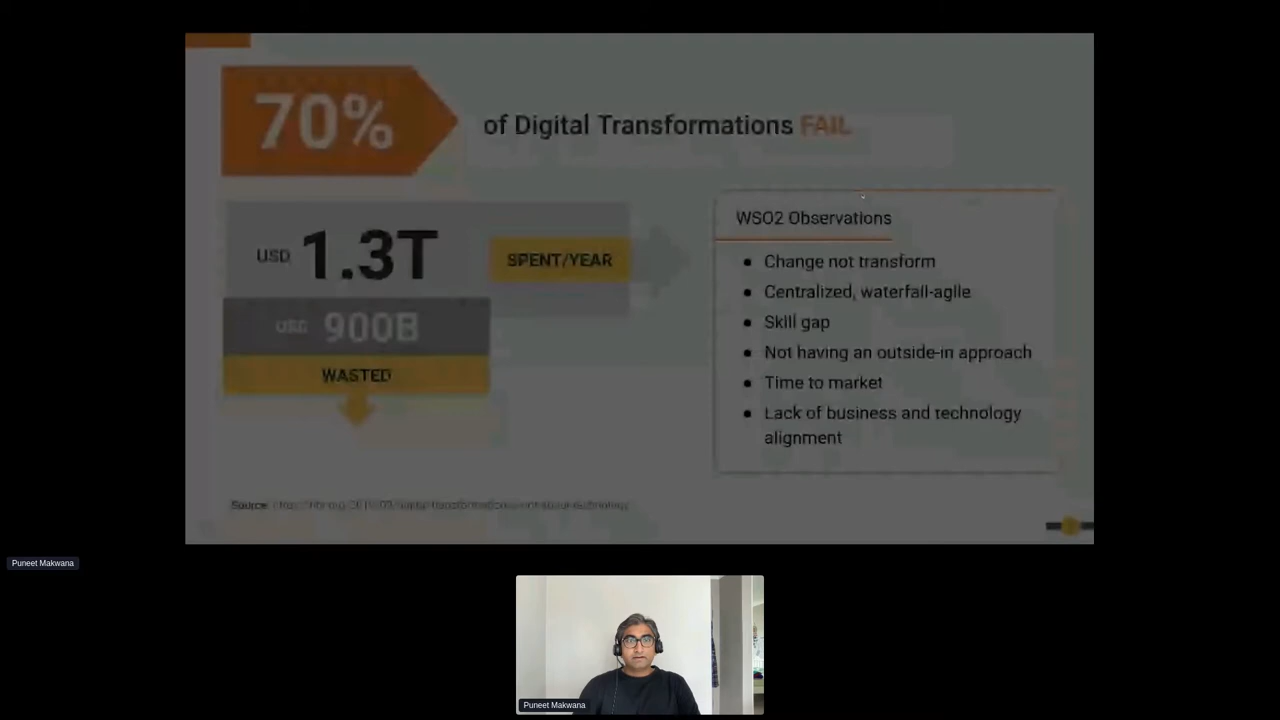 70%
of Digital Transformations FAIL
USD 1.3T
SPENT/YEAR
USD 900B
WASTED
WSO2 Observations
Change not transform
Centralized, waterfall-agile
Skill gap
Not having an outside-in approach
Time to market
Lack of business and technology
alignment
Source:
Puneet Makwana
Puneet Makwana